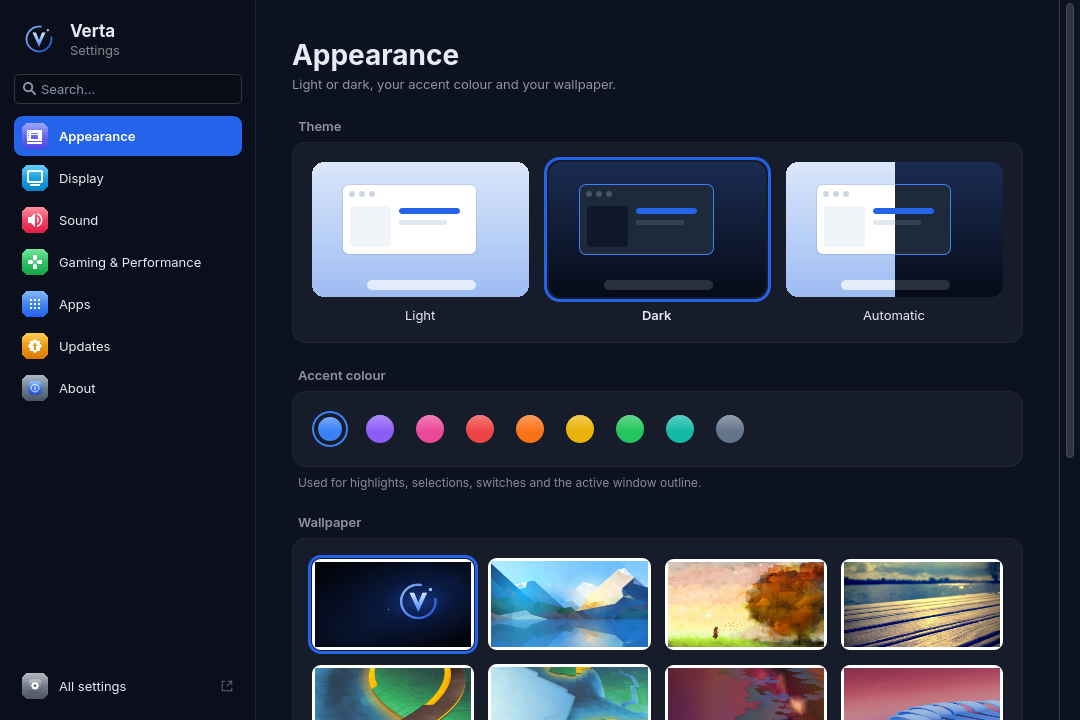 Verta
Settings
Search...
Appearance
Display
Sound
Gaming & Performance
Apps
Updates
About
All settings
Appearance
Light or dark, your accent colour and your wallpaper.
Theme
Light
Dark
Automatic
Accent colour
Used for highlights, selections, switches and the active window outline.
Wallpaper